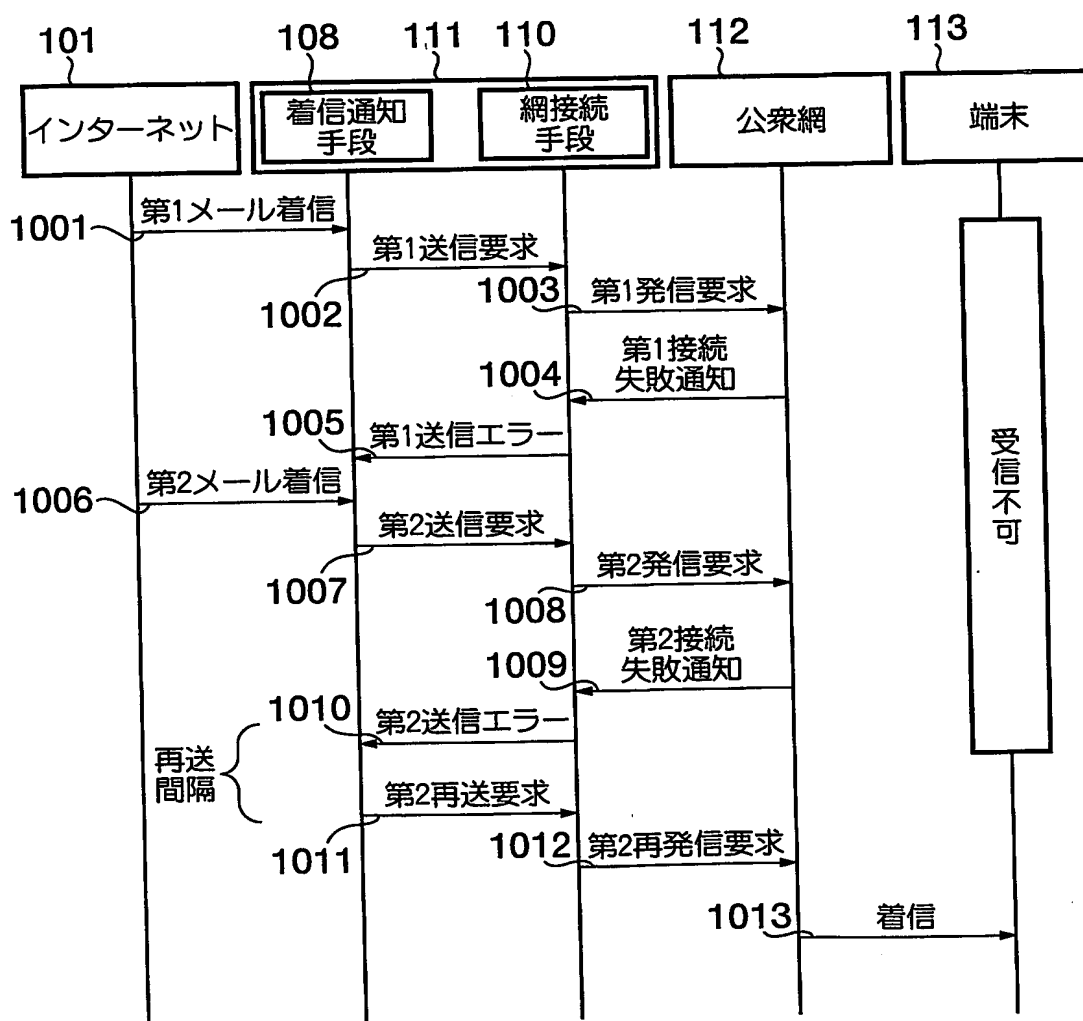 101
108
111
110
112
113
インターネット
着信通知
手段
網接続
手段
公衆網
端末
第1メール着信
1001
第1送信要求
1002
1003
第1発信要求
第1接続
失敗通知
1004
1005
第1送信エラー
第2メール着信
1006
第2送信要求
1007
第2発信要求
1008
第2接続
失敗通知
1009
1010
第2送信エラー
再送
間隔
第2再送要求
1011
1012
第2再発信要求
1013
着信
受信不可